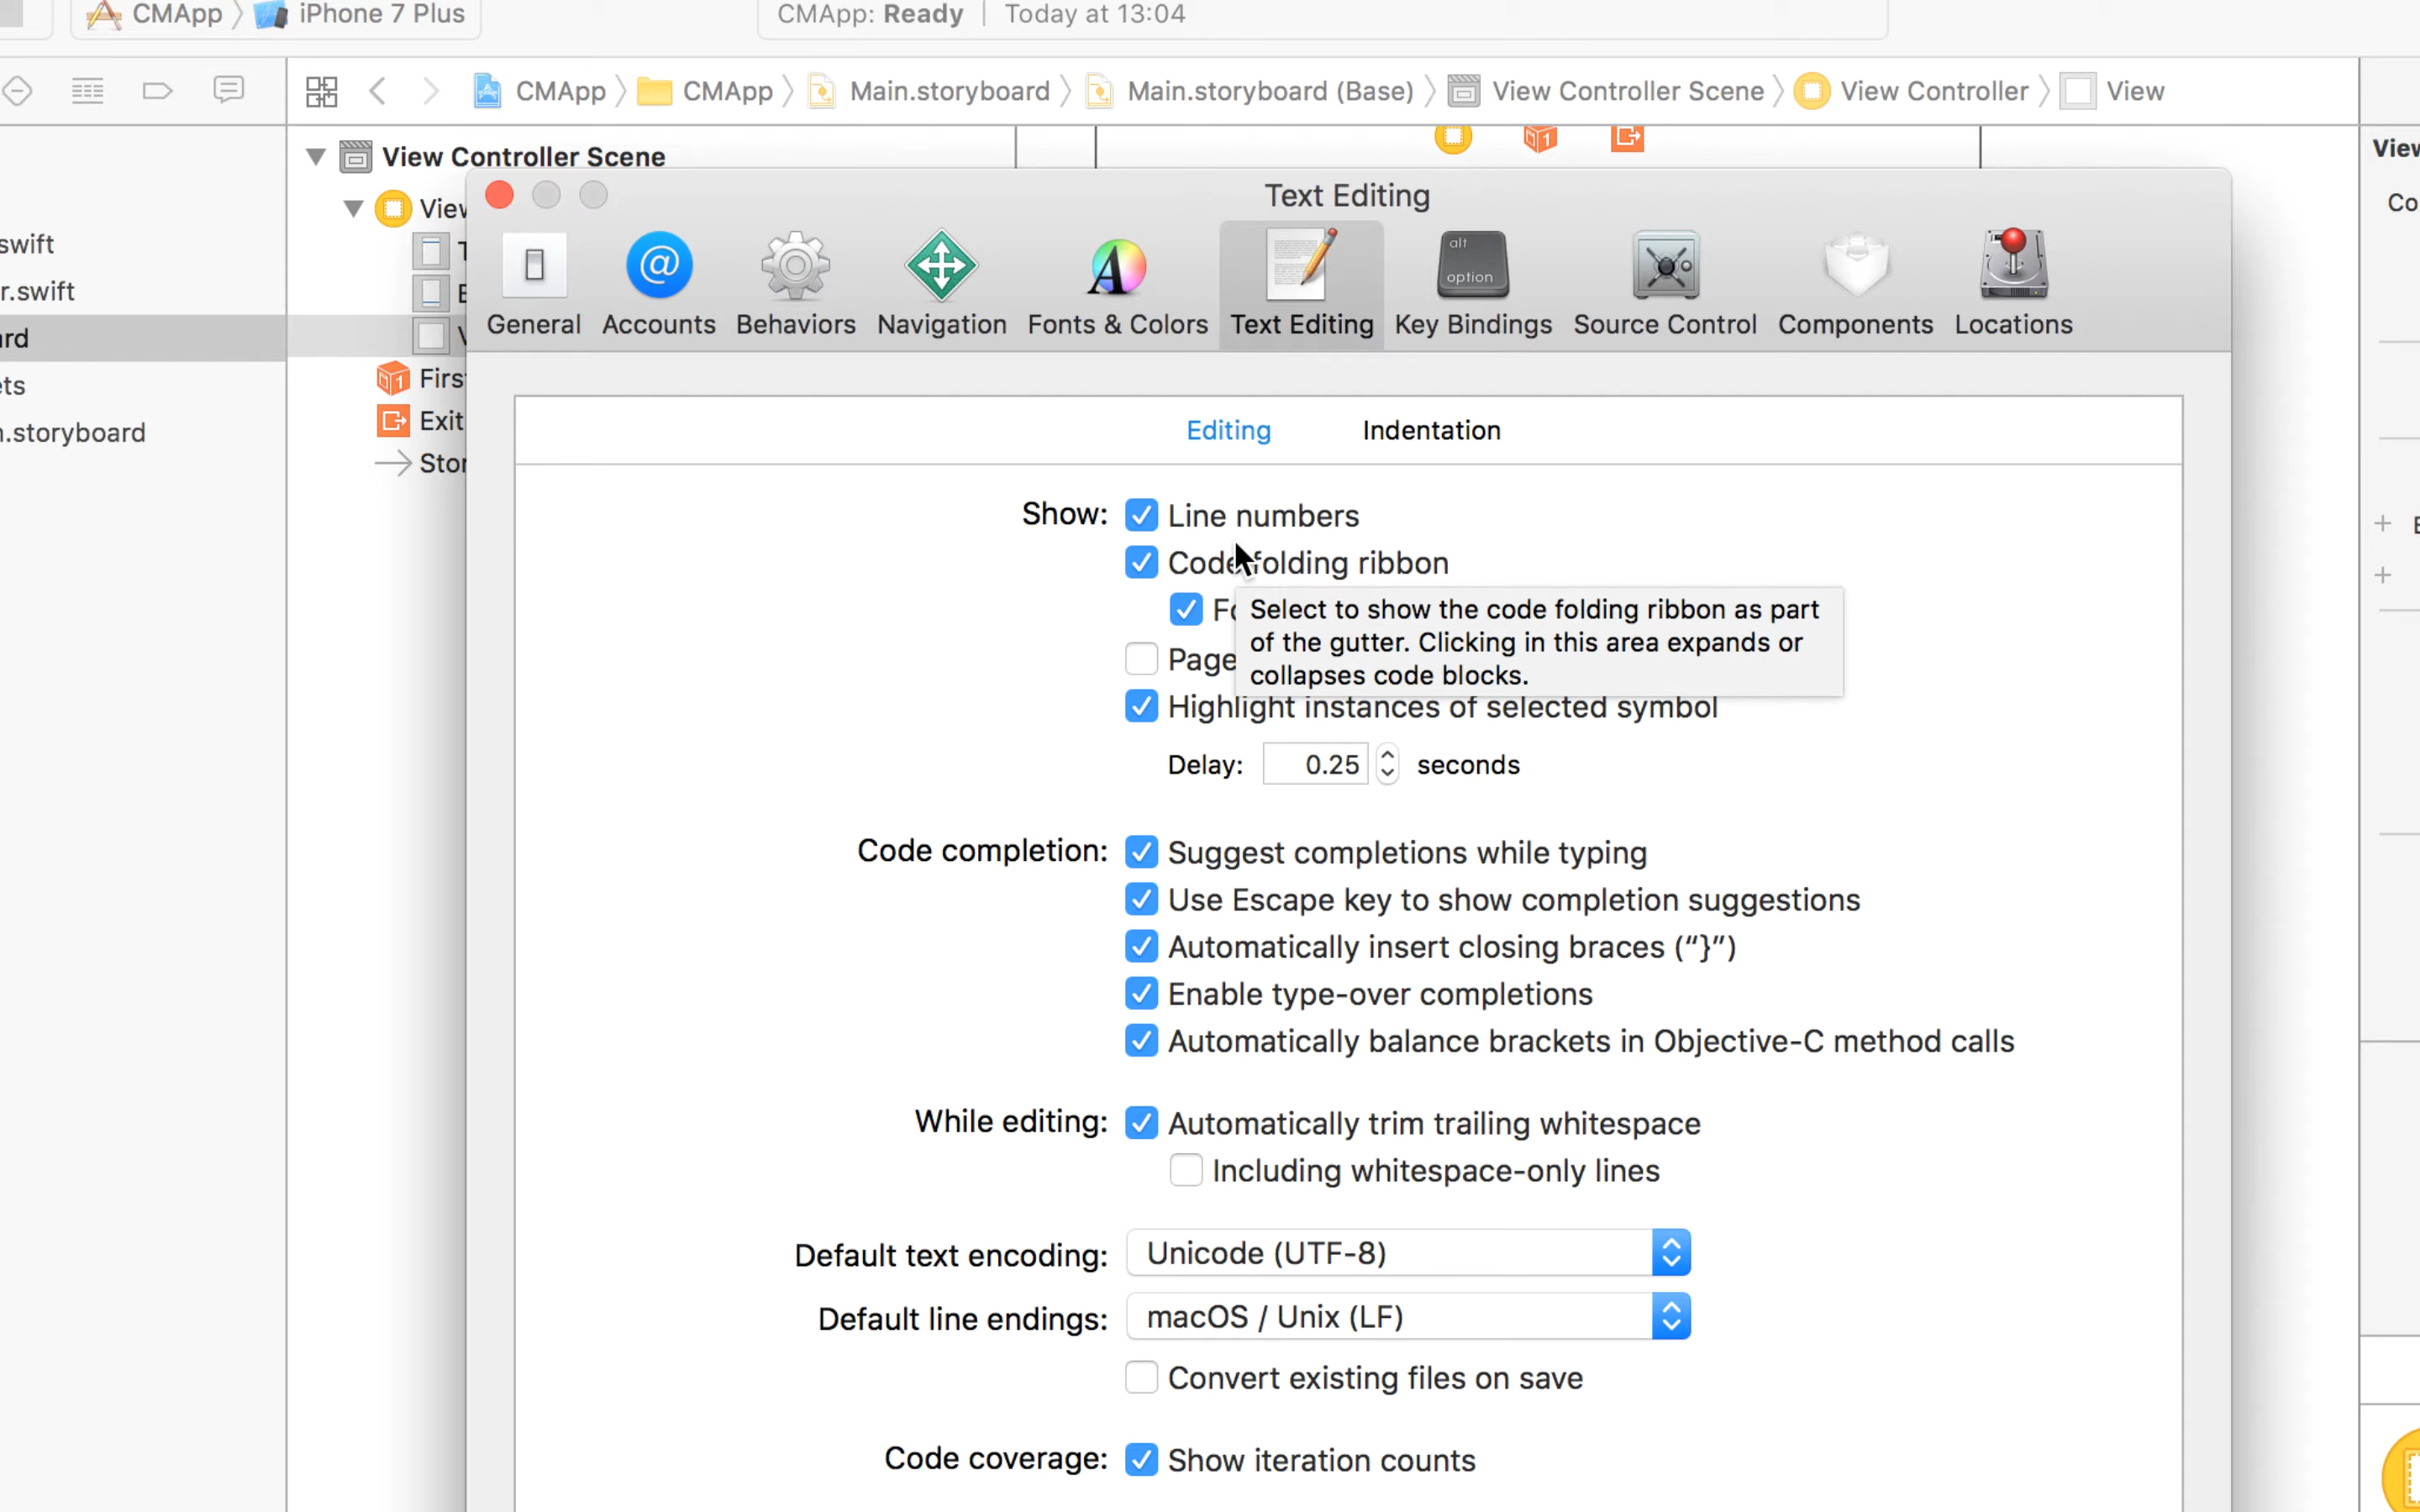 CMApp
iPhone 7 Plus
CMApp: Ready
Today at 13:04
CMApp
CMApp
Main.storyboard
Main.storyboard (Base)
View Controller Scene
View Controller
View
View Controller Scene
Text Editing
@
alt
option
General
Accounts
Behaviors
Navigation
Fonts & Colors
Text Editing
Key Bindings
Source Control
Components
Locations
Exit
.storyboard
Editing
Indentation
Show:
Line numbers
Code folding ribbon
Select to show the code folding ribbon as part
of the gutter. Clicking in this area expands or
collapses code blocks.
Page
Highlight instances of selected symbol
Delay:
0.25
seconds
Code completion:
Suggest completions while typing
Use Escape key to show completion suggestions
Automatically insert closing braces (“}”)
Enable type-over completions
Automatically balance brackets in Objective-C method calls
While editing:
Automatically trim trailing whitespace
Including whitespace-only lines
Default text encoding:
Unicode (UTF-8)
Default line endings:
macOS / Unix (LF)
Convert existing files on save
Code coverage:
Show iteration counts